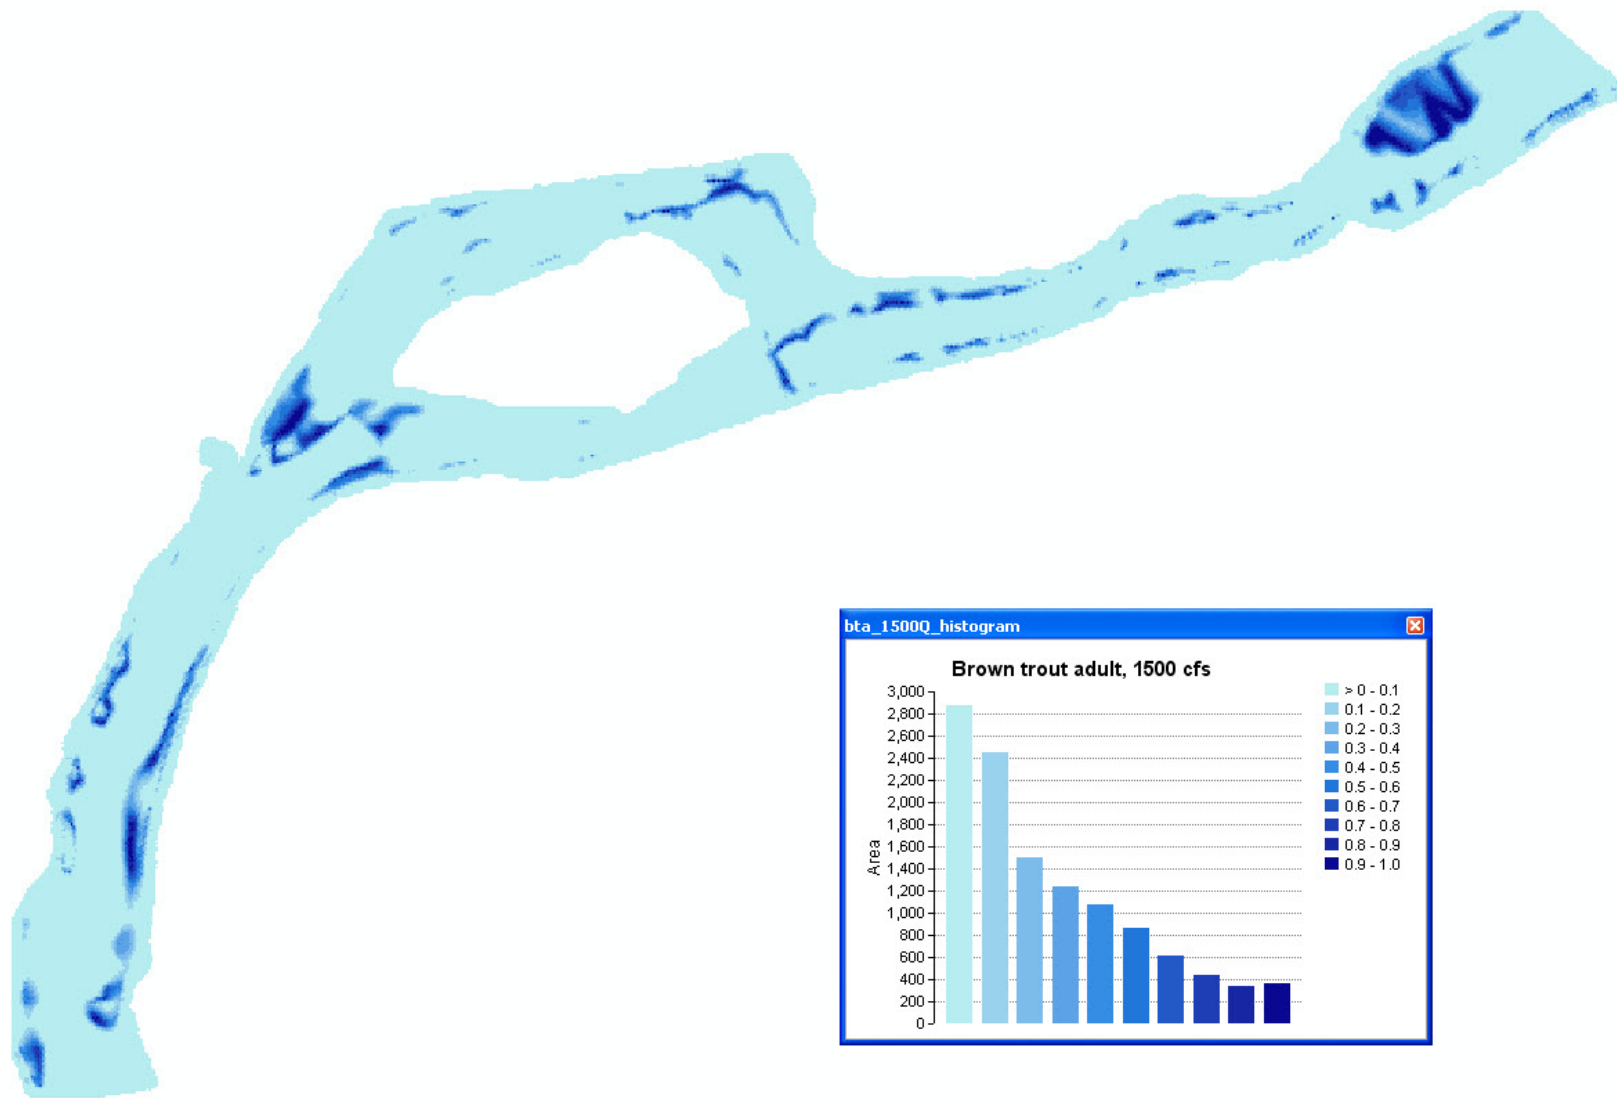 bta_1500Q_histogram
Brown trout adult, 1500 cfs
3,000
2,800
2,600
2,400
2,200
2,000
1,800
1,600
1,400
1,200
1,000
800
600
400
200
0
Area
> 0 - 0.1
0.1 - 0.2
0.2 - 0.3
0.3 - 0.4
0.4 - 0.5
0.5 - 0.6
0.6 - 0.7
0.7 - 0.8
0.8 - 0.9
0.9 - 1.0